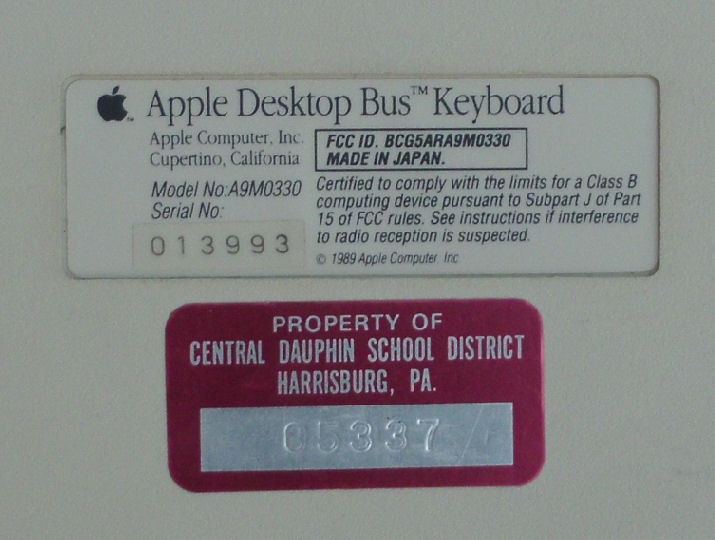 Apple Desktop Bus™ Keyboard
Apple Computer, Inc.
Cupertino, California
FCC ID. BCG5ARA9M0330
MADE IN JAPAN.
Model No:A9M0330
Serial No:
013993
Certified to comply with the limits for a Class B
computing device pursuant to Subpart J of Part
15 of FCC rules. See instructions if interference
to radio reception is suspected.
© 1989 Apple Computer Inc
PROPERTY OF
CENTRAL DAUPHIN SCHOOL DISTRICT
HARRISBURG, PA.
05337